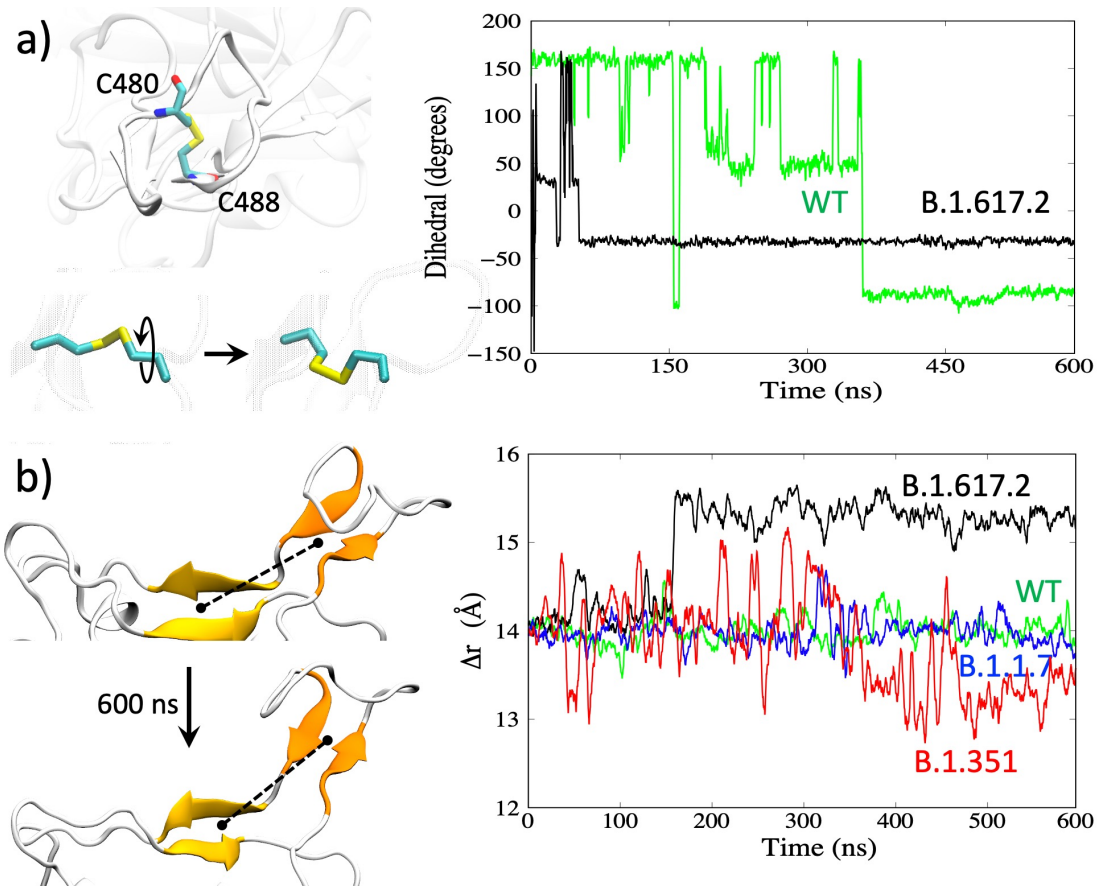 a)
C480
C488
Dihedral (degrees)
200
150
100
50
0
−50
−100
−150
WT
B.1.617.2
0
150
300
450
600
Time (ns)
b)
600 ns
Δr (Å)
16
15
14
13
12
B.1.617.2
WT
B.1.1.7
B.1.351
0
100
200
300
400
500
600
Time (ns)